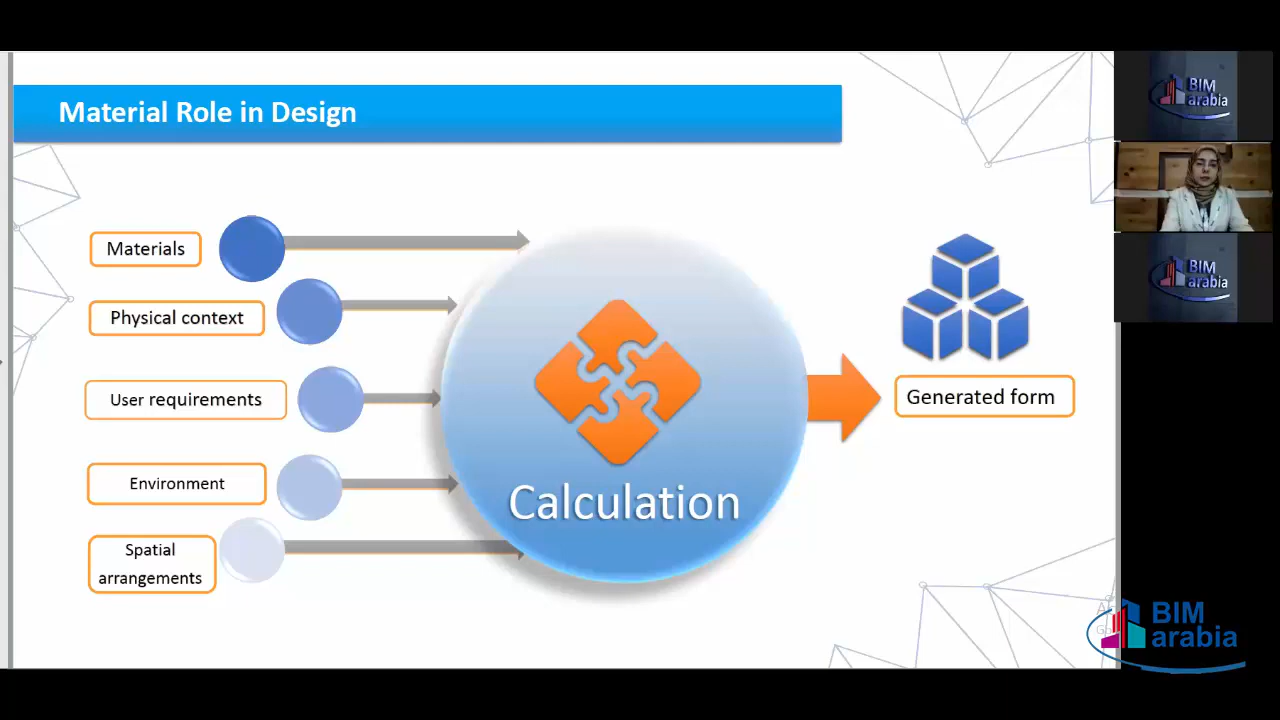 Material Role in Design
Materials
Physical context
User requirements
Environment
Spatial
arrangements
Calculation
Generated form
BIM
arabia
BIM
arabia
BIM
arabia